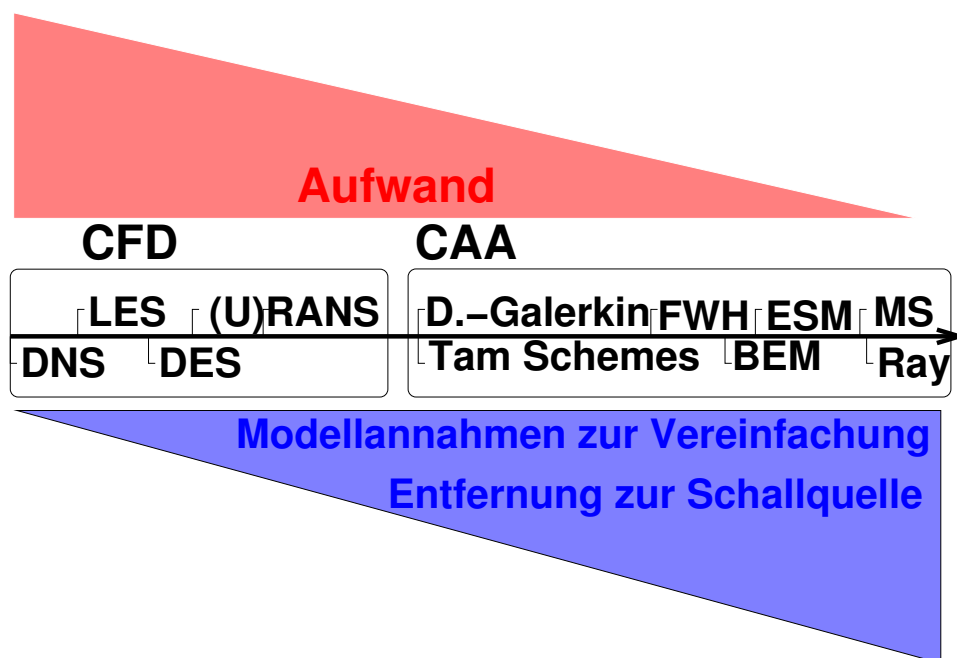 Aufwand
CFD CAA
LES (U)RANS D.−Galerkin FWH ESM MS
DNS DES Tam Schemes BEM Ray
Modellannahmen zur Vereinfachung
Entfernung zur Schallquelle